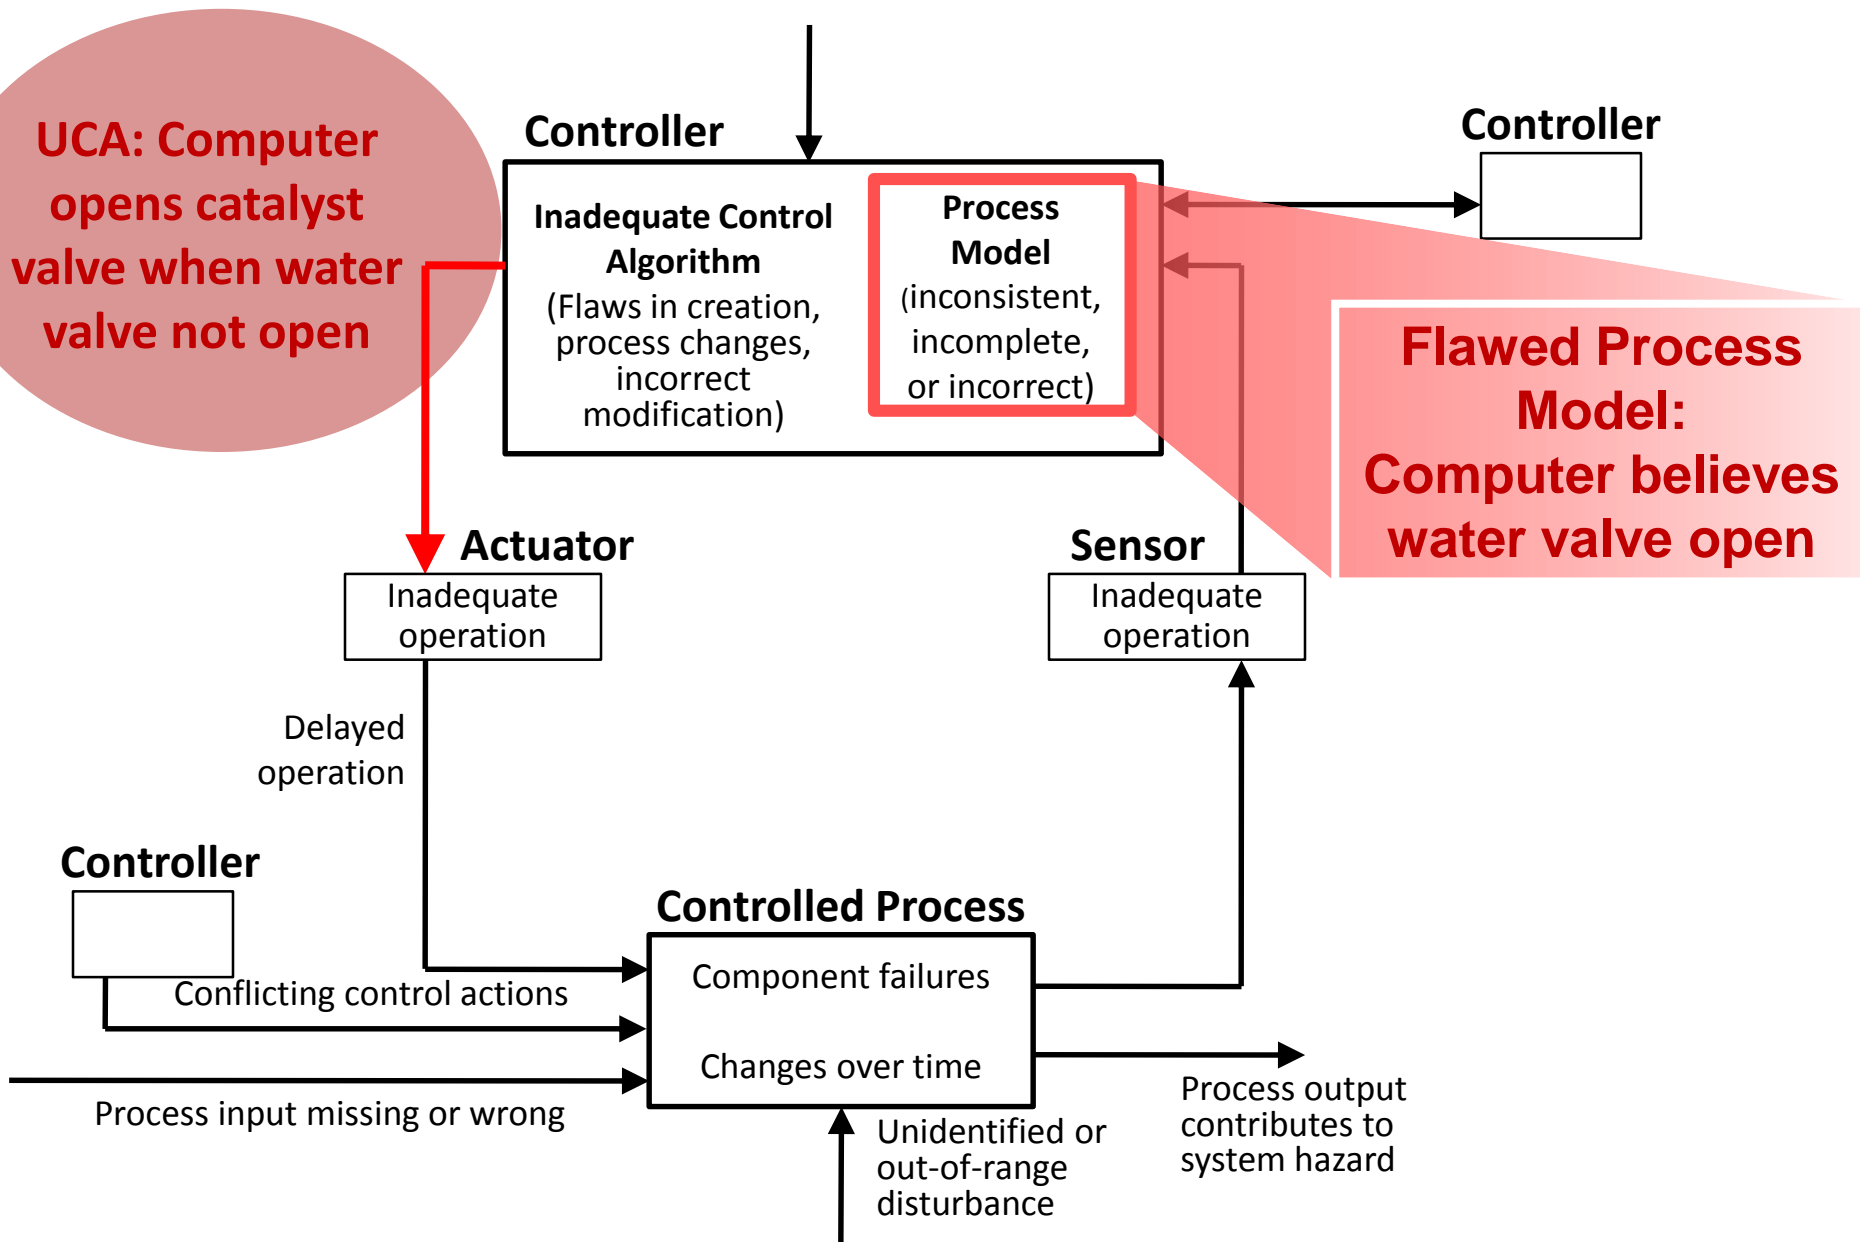 UCA: Computer
opens catalyst
valve when water
valve not open
Controller
Inadequate Control
Algorithm
(Flaws in creation,
process changes,
incorrect
modification)
Process
Model
(inconsistent,
incomplete,
or incorrect)
Controller
Flawed Process
Model:
Computer believes
water valve open
Actuator
Inadequate
operation
Sensor
Inadequate
operation
Delayed
operation
Controller
Conflicting control actions
Process input missing or wrong
Controlled Process
Component failures
Changes over time
Unidentified or
out-of-range
disturbance
Process output
contributes to
system hazard